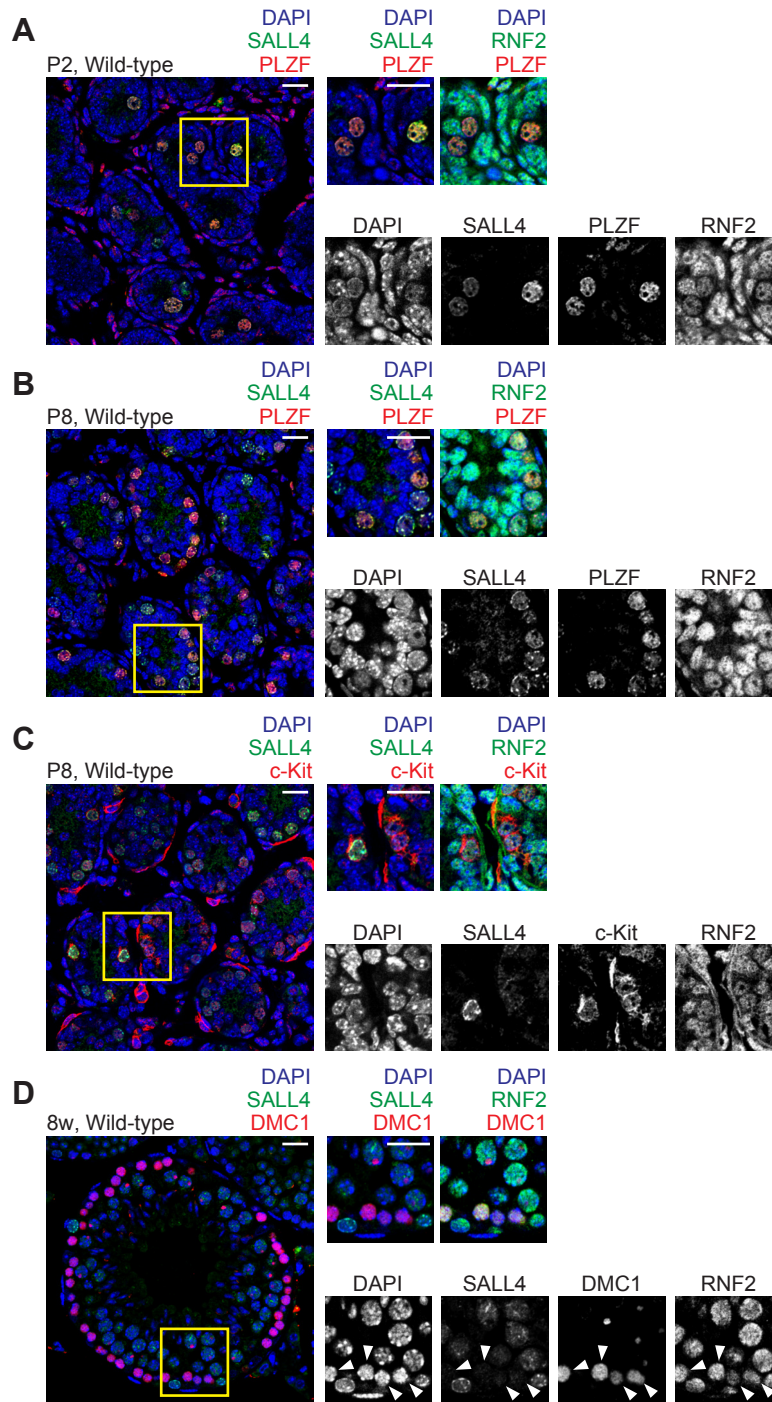 A
P2, Wild-type
DAPI
SALL4
PLZF
DAPI
SALL4
PLZF
DAPI
RNF2
PLZF
DAPI
SALL4
PLZF
RNF2
B
P8, Wild-type
DAPI
SALL4
PLZF
DAPI
SALL4
PLZF
DAPI
RNF2
PLZF
DAPI
SALL4
PLZF
RNF2
C
P8, Wild-type
DAPI
SALL4
c-Kit
DAPI
SALL4
c-Kit
DAPI
RNF2
c-Kit
DAPI
SALL4
c-Kit
RNF2
D
8w, Wild-type
DAPI
SALL4
DMC1
DAPI
SALL4
DMC1
DAPI
RNF2
DMC1
DAPI
SALL4
DMC1
RNF2